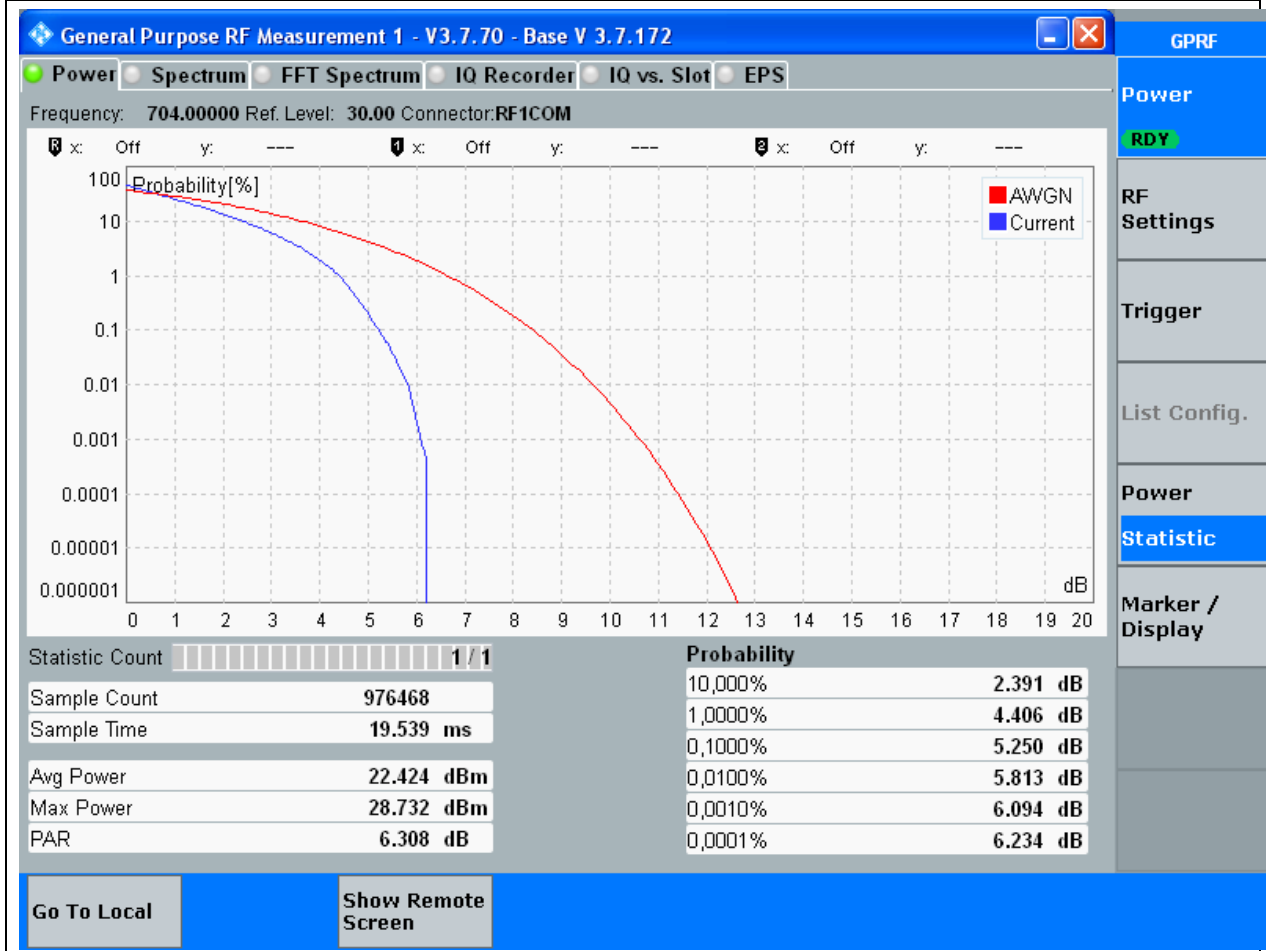 General Purpose RF Measurement 1 - V3.7.70 - Base V 3.7.172
GPRF
Power Spectrum FFT Spectrum IQ Recorder IQ vs. Slot EPS
Frequency: 704.00000 Ref. Level: 30.00 Connector:RF1COM
R x: Off y: --- 1 x: Off y: --- 2 x: Off y: ---
Probability[%]
AWGN
Current
100
10
1
0.1
0.01
0.001
0.0001
0.00001
0.000001
dB
0 1 2 3 4 5 6 7 8 9 10 11 12 13 14 15 16 17 18 19 20
Statistic Count 1 / 1
Sample Count 976468
Sample Time 19.539 ms
Avg Power 22.424 dBm
Max Power 28.732 dBm
PAR 6.308 dB
Probability
10,000% 2.391 dB
1,0000% 4.406 dB
0,1000% 5.250 dB
0,0100% 5.813 dB
0,0010% 6.094 dB
0,0001% 6.234 dB
Power
RDY
RF
Settings
Trigger
List Config.
Power
Statistic
Marker /
Display
Go To Local
Show Remote
Screen